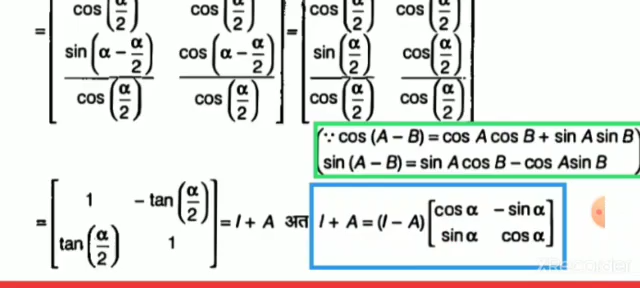 cos(α/2) cos(α/2) cos(α/2) cos(α/2)
= [ sin(α − α/2) / cos(α/2) cos(α − α/2) / cos(α/2) ] = [ sin(α/2) / cos(α/2) cos(α/2) / cos(α/2) ]
(∵ cos (A − B) = cos A cos B + sin A sin B)
sin (A − B) = sin A cos B − cos Asin B
= [ 1 − tan(α/2) tan(α/2) 1 ] = I + A अत I + A = (I − A) [ cos α − sin α sin α cos α ]
ZRecorder